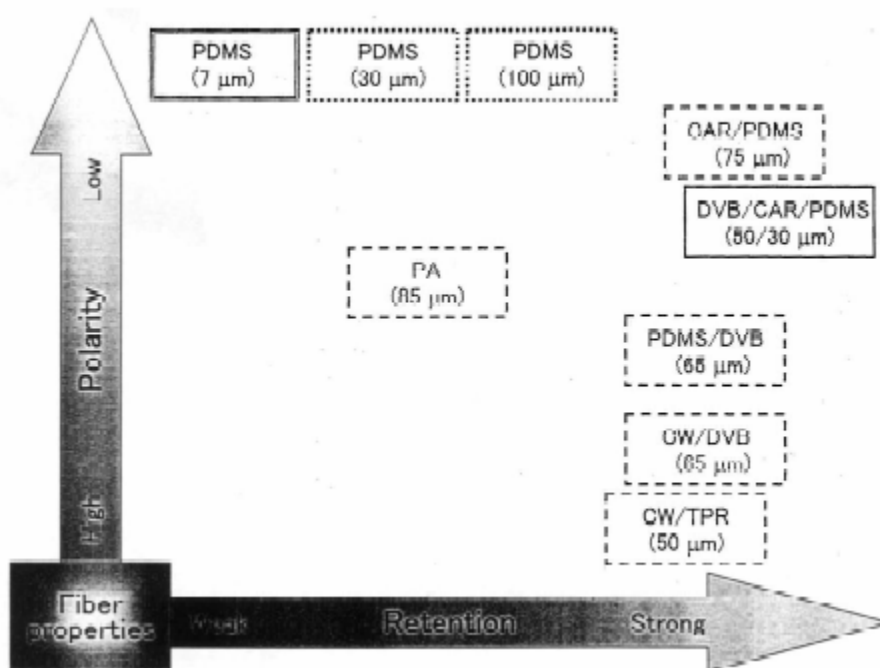 PDMS
(7 μm)
PDMS
(30 μm)
PDMS
(100 μm)
CAR/PDMS
(75 μm)
DVB/CAR/PDMS
(50/30 μm)
PA
(85 μm)
PDMS/DVB
(65 μm)
CW/DVB
(65 μm)
CW/TPR
(50 μm)
Low
Polarity
High
Fiber
properties
Weak
Retention
Strong